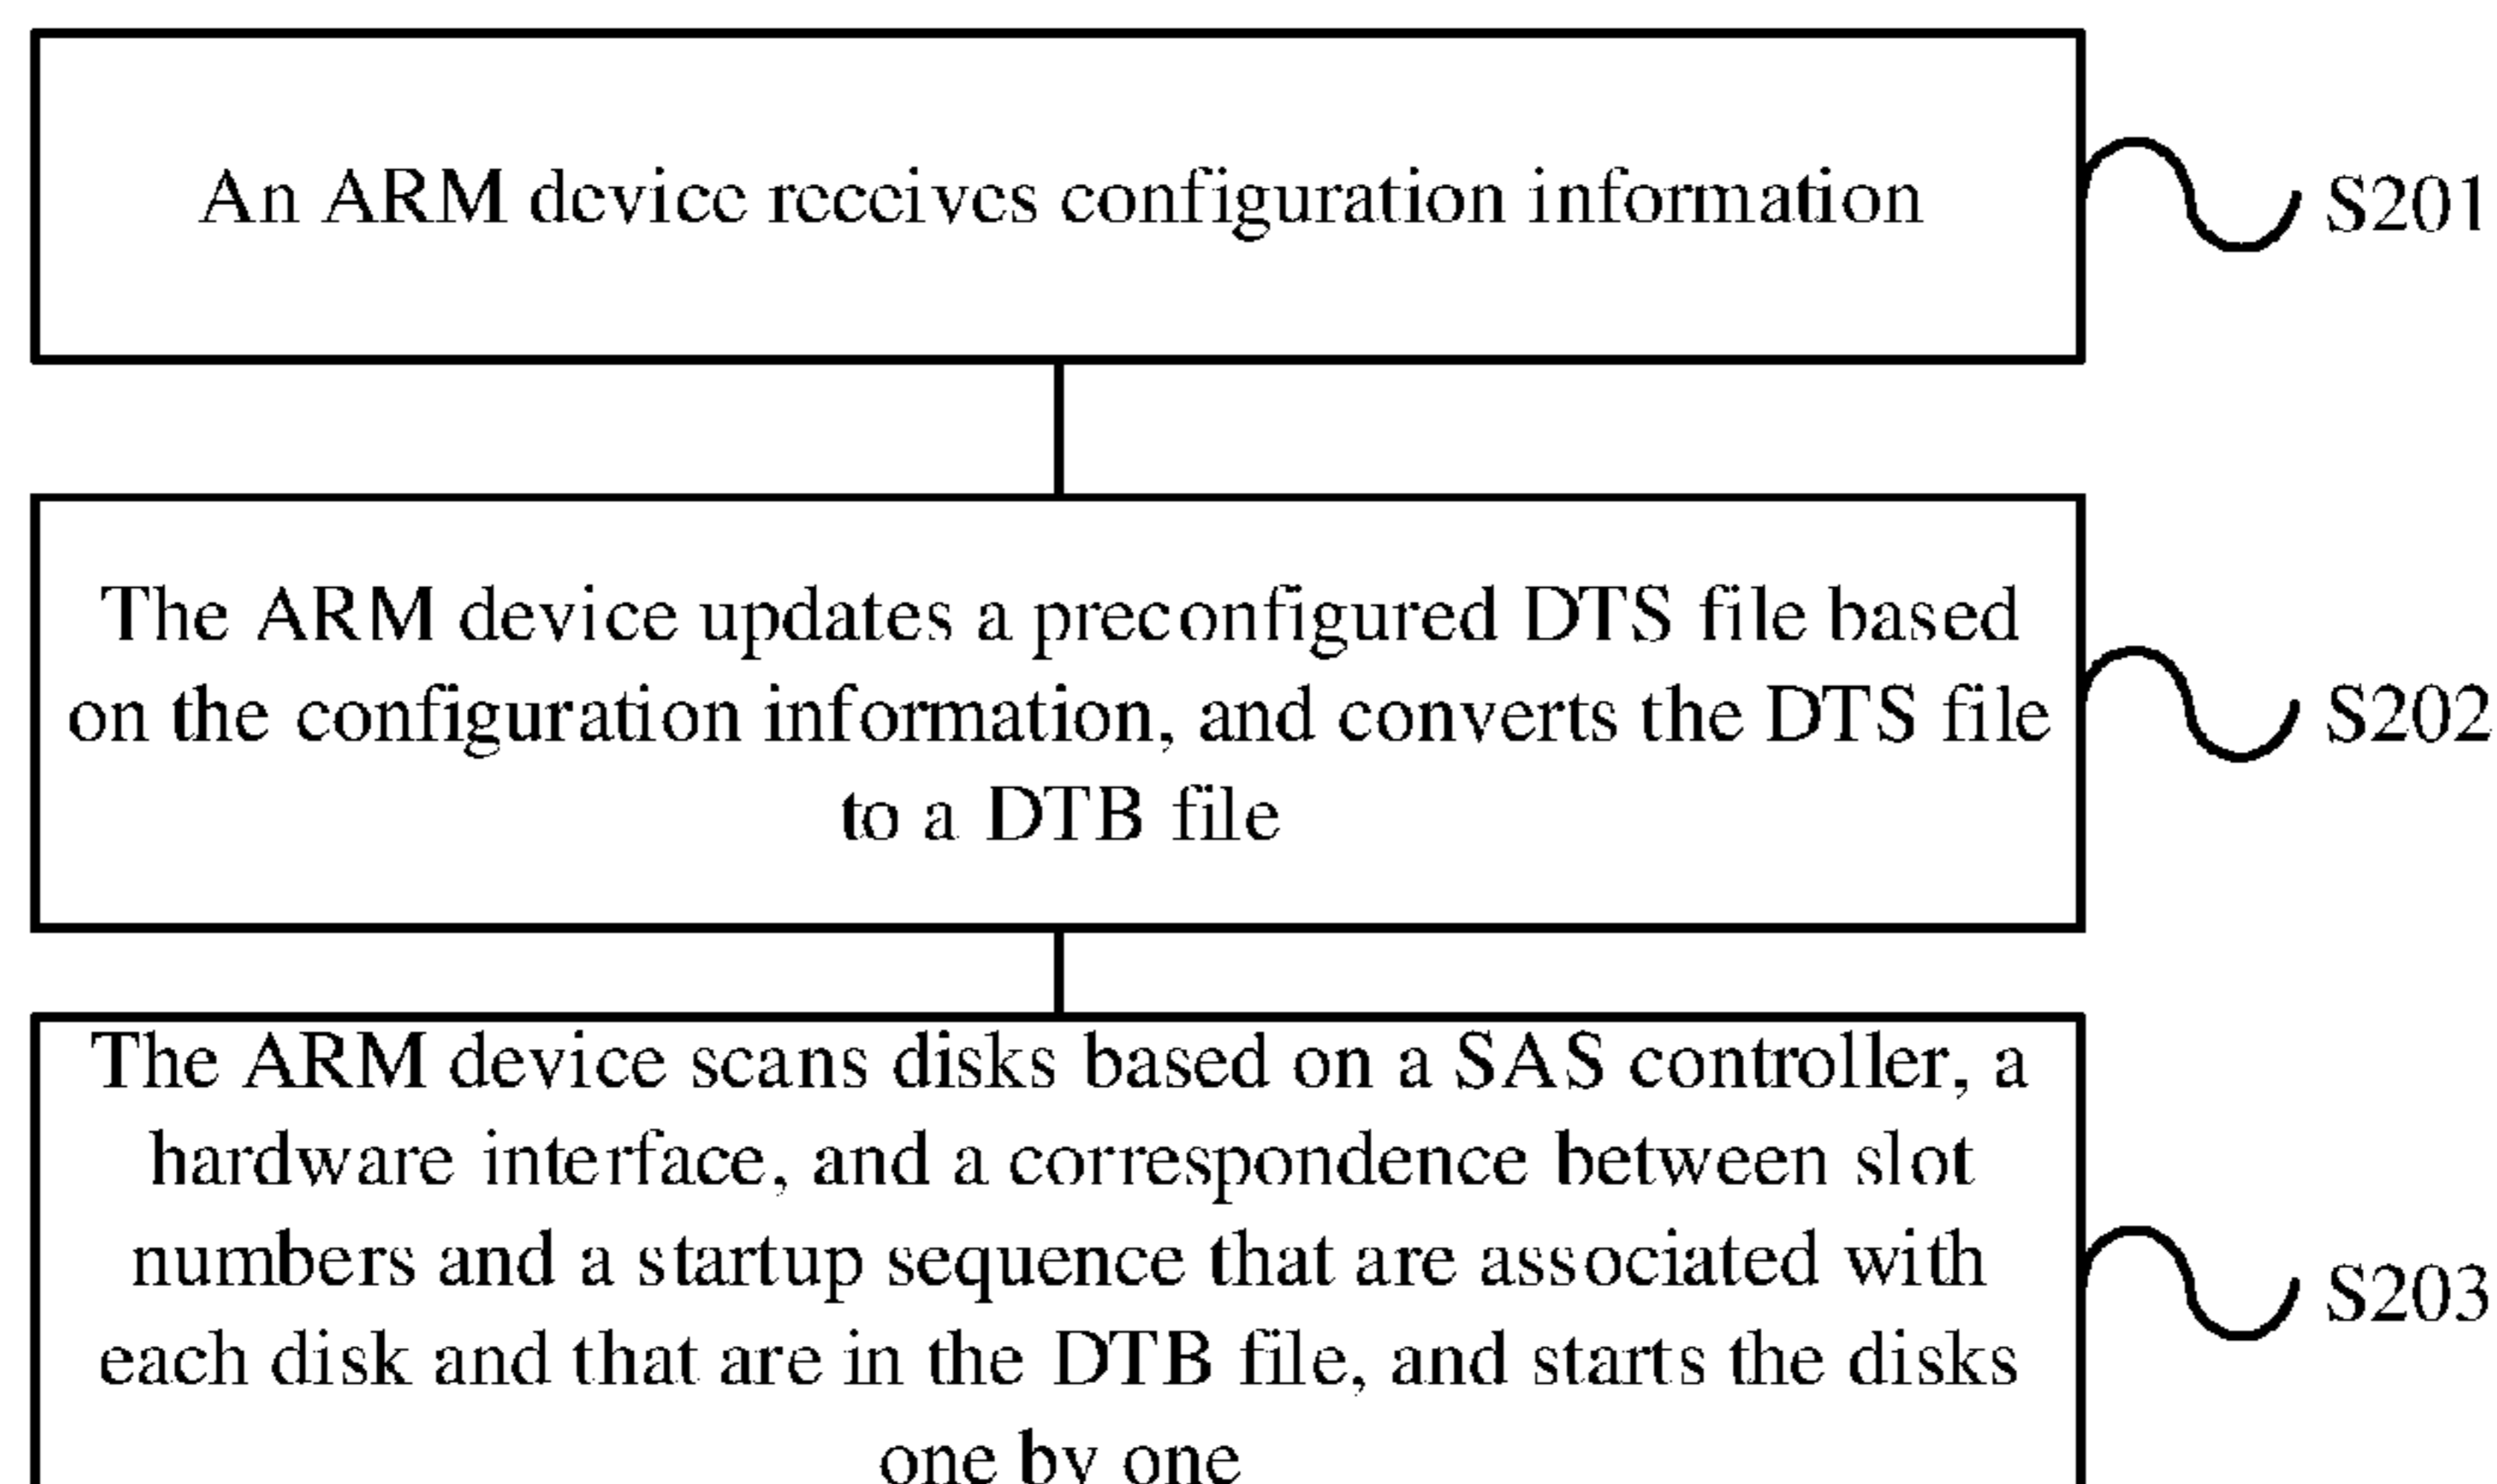 An ARM device receives configuration information
S201
The ARM device updates a preconfigured DTS file based
on the configuration information, and converts the DTS file
to a DTB file
S202
The ARM device scans disks based on a SAS controller, a
hardware interface, and a correspondence between slot
numbers and a startup sequence that are associated with
each disk and that are in the DTB file, and starts the disks
one by one
S203